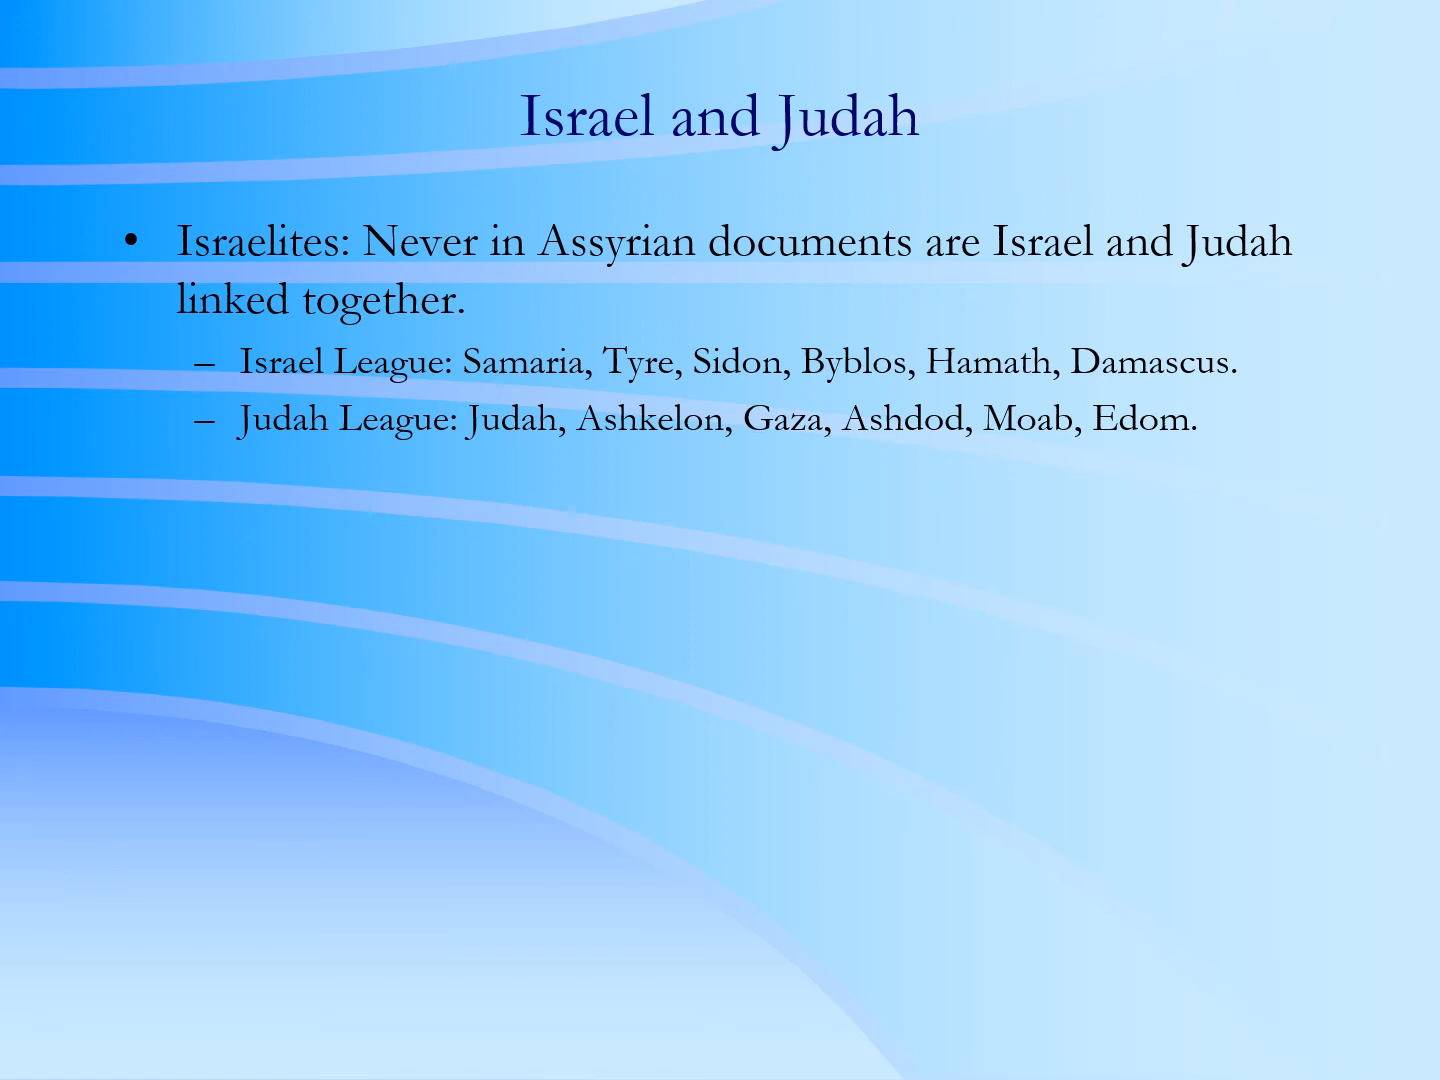 Israel and Judah
• Israelites: Never in Assyrian documents are Israel and Judah
linked together.
– Israel League: Samaria, Tyre, Sidon, Byblos, Hamath, Damascus.
– Judah League: Judah, Ashkelon, Gaza, Ashdod, Moab, Edom.